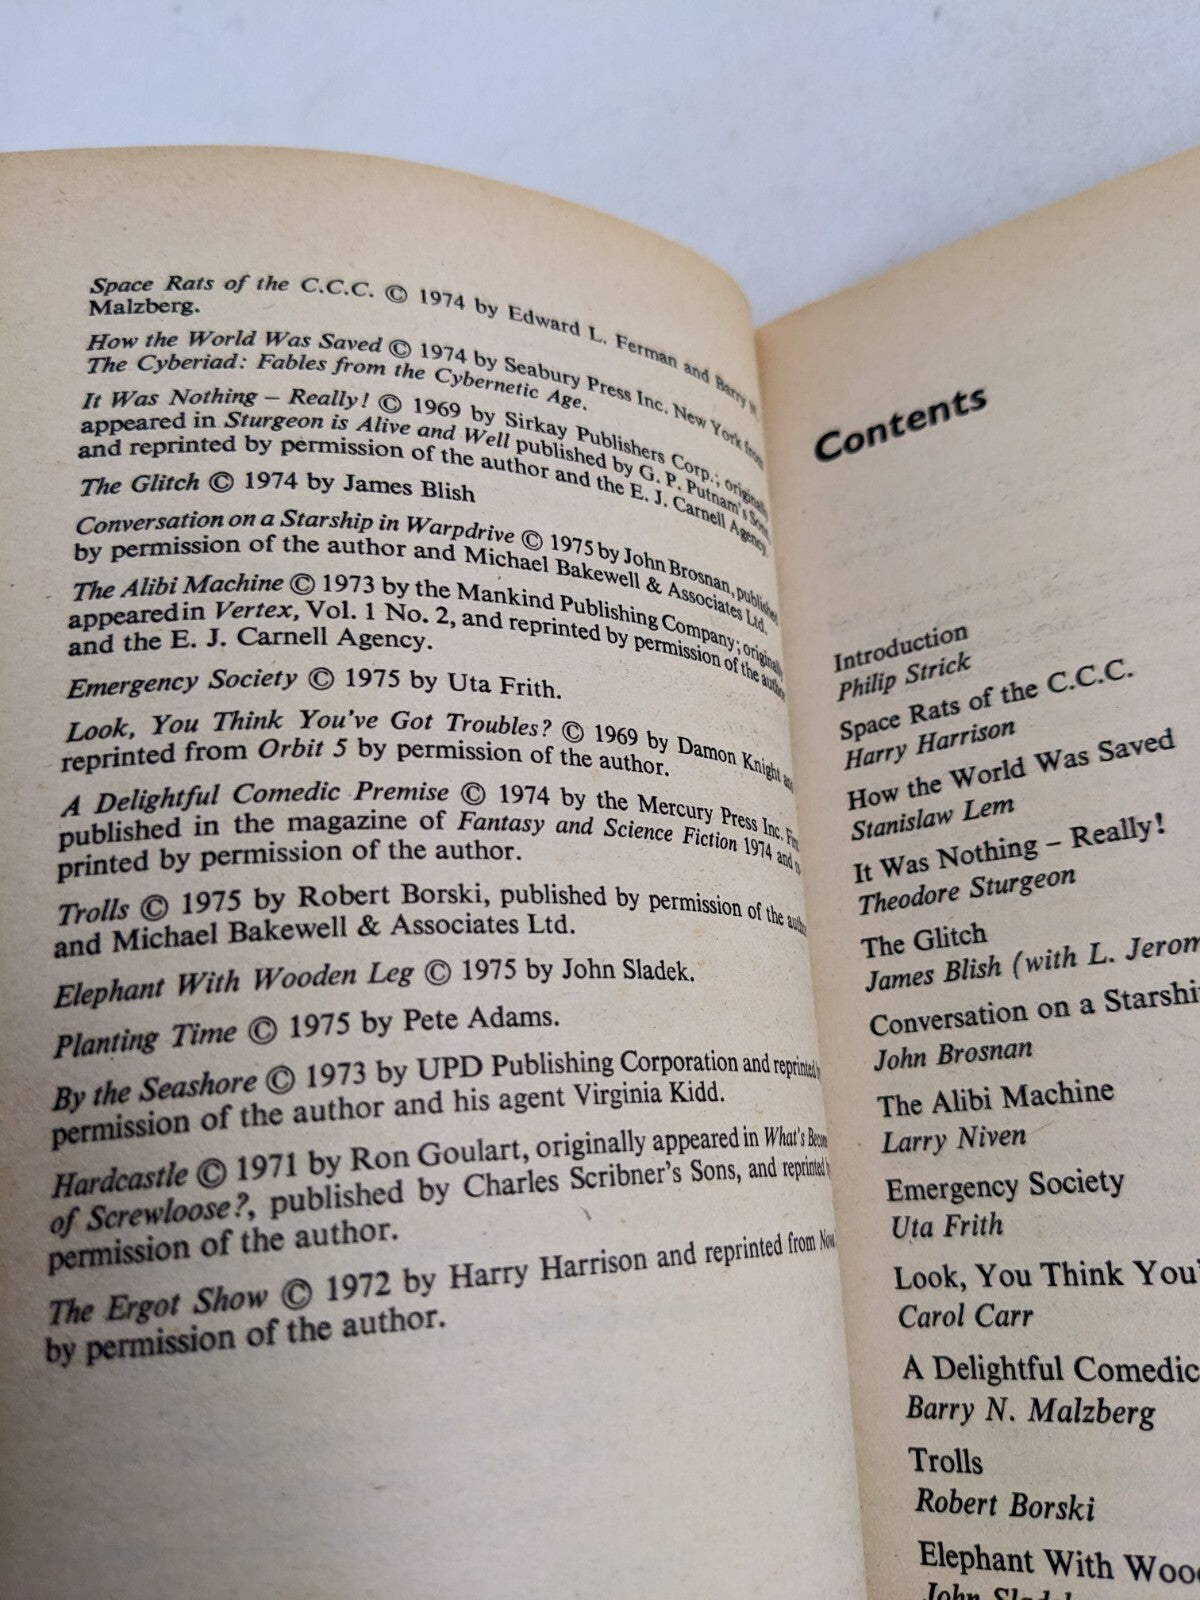 Space Rats of the C.C.C. © 1974 by Edward L. Ferman and Barry N.
Malzberg.
How the World Was Saved © 1974 by Seabury Press Inc. New York from
The Cyberiad: Fables from the Cybernetic Age.
It Was Nothing – Really! © 1969 by Sirkay Publishers Corp.; originally
appeared in Sturgeon is Alive and Well published by G. P. Putnam's Sons
and reprinted by permission of the author and the E. J. Carnell Agency.
The Glitch © 1974 by James Blish
Conversation on a Starship in Warpdrive © 1975 by John Brosnan, published
by permission of the author and Michael Bakewell & Associates Ltd.
The Alibi Machine © 1973 by the Mankind Publishing Company; originally
appeared in Vertex, Vol. 1 No. 2, and reprinted by permission of the author
and the E. J. Carnell Agency.
Emergency Society © 1975 by Uta Frith.
Look, You Think You've Got Troubles? © 1969 by Damon Knight and
reprinted from Orbit 5 by permission of the author.
A Delightful Comedic Premise © 1974 by the Mercury Press Inc. First
published in the magazine of Fantasy and Science Fiction 1974 and
printed by permission of the author.
Trolls © 1975 by Robert Borski, published by permission of the author
and Michael Bakewell & Associates Ltd.
Elephant With Wooden Leg © 1975 by John Sladek.
Planting Time © 1975 by Pete Adams.
By the Seashore © 1973 by UPD Publishing Corporation and reprinted
permission of the author and his agent Virginia Kidd.
Hardcastle © 1971 by Ron Goulart, originally appeared in What's Become
of Screwloose?, published by Charles Scribner's Sons, and reprinted
permission of the author.
The Ergot Show © 1972 by Harry Harrison and reprinted from Nova
by permission of the author.
Contents
Introduction
Philip Strick
Space Rats of the C.C.C.
Harry Harrison
How the World Was Saved
Stanislaw Lem
It Was Nothing – Really!
Theodore Sturgeon
The Glitch
James Blish (with L. Jerom
Conversation on a Starshi
John Brosnan
The Alibi Machine
Larry Niven
Emergency Society
Uta Frith
Look, You Think You'
Carol Carr
A Delightful Comedic
Barry N. Malzberg
Trolls
Robert Borski
Elephant With Woo
John Sladek